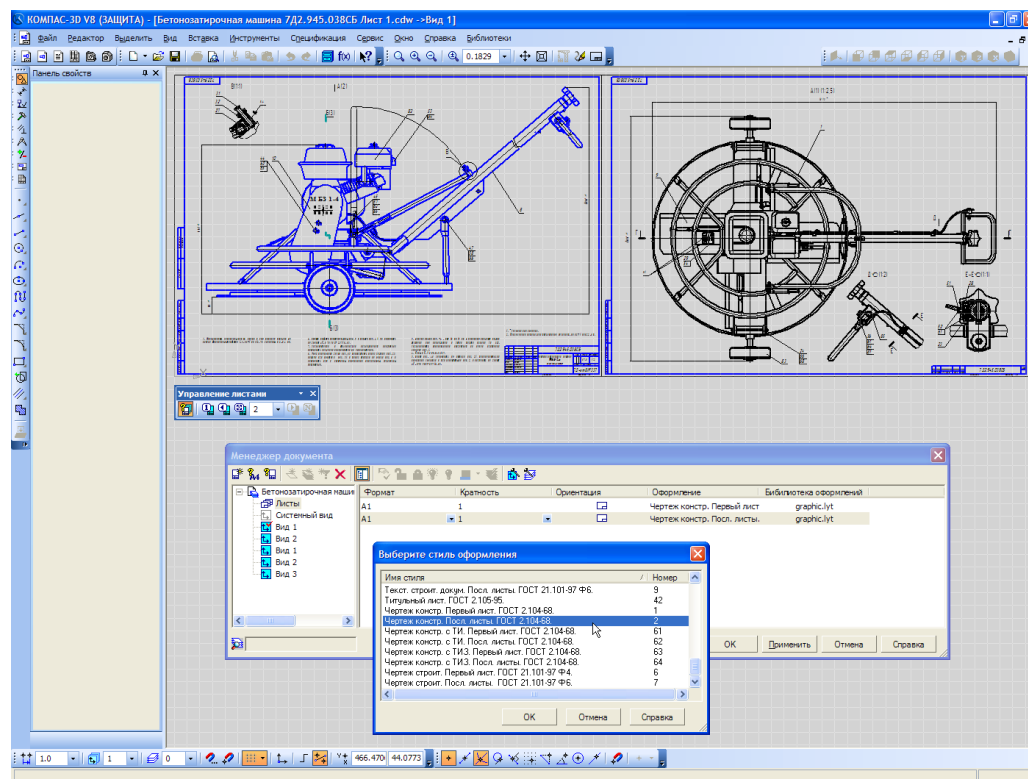 КОМПАС-3D V8 (ЗАЩИТА) - [Бетонозатирочная машина 7Д2.945.038СБ Лист 1.cdw ->Вид 1]
Файл Редактор Выделить Вид Вставка Инструменты Спецификация Сервис Окно Справка Библиотеки
0.1829
Панель свойств
М БЗ 1-4
Управление листами
2
Менеджер документа
Бетонозатирочная маши
Листы
Системный вид
Вид 1
Вид 2
Вид 1
Вид 2
Вид 3
Формат Кратность Ориентация Оформление Библиотека оформлений
A1 1 Чертеж констр. Первый лист graphic.lyt
A1 1 Чертеж констр. Посл. листы. graphic.lyt
Выберите стиль оформления
Имя стиля / Номер
Текст. строит. докум. Посл. листы. ГОСТ 21.101-97 Ф6. 9
Титульный лист. ГОСТ 2.105-95. 42
Чертеж констр. Первый лист. ГОСТ 2.104-68. 1
Чертеж констр. Посл. листы. ГОСТ 2.104-68. 2
Чертеж констр. с ТИ. Первый лист. ГОСТ 2.104-68. 61
Чертеж констр. с ТИ. Посл. листы. ГОСТ 2.104-68. 62
Чертеж констр. с ТИ3. Первый лист. ГОСТ 2.104-68. 63
Чертеж констр. с ТИ3. Посл. листы. ГОСТ 2.104-68. 64
Чертеж строит. Первый лист. ГОСТ 21.101-97 Ф4. 6
Чертеж строит. Посл. листы. ГОСТ 21.101-97 Ф6. 7
OK Отмена Справка
OK Применить Отмена Справка
1.0 1 0 466.470 44.0773